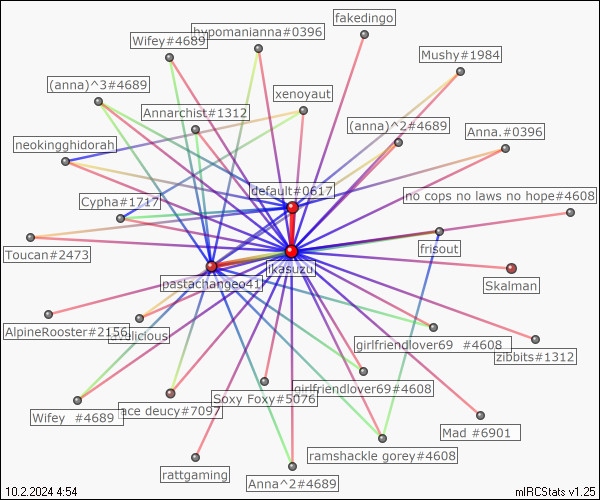 fakedingo
hypomanianna#0396
Wifey#4689
Mushy#1984
(anna)^3#4689
xenoyaut
Annarchist#1312
(anna)^2#4689
Anna.#0396
neokingghidorah
default#0617
no cops no laws no hope#4608
Cypha#1717
Toucan#2473
frisout
ikasuzu
pastachangeo41
Skalman
AlpineRooster#2156
girlfriendlover69 #4608
zibbits#1312
girlfriendlover69#4608
Soxy Foxy#5076
ace deucy#7097
Wifey #4689
Mad #6901
ramshackle gorey#4608
rattgaming
Anna^2#4689
10.2.2024 4:54
mIRCStats v1.25